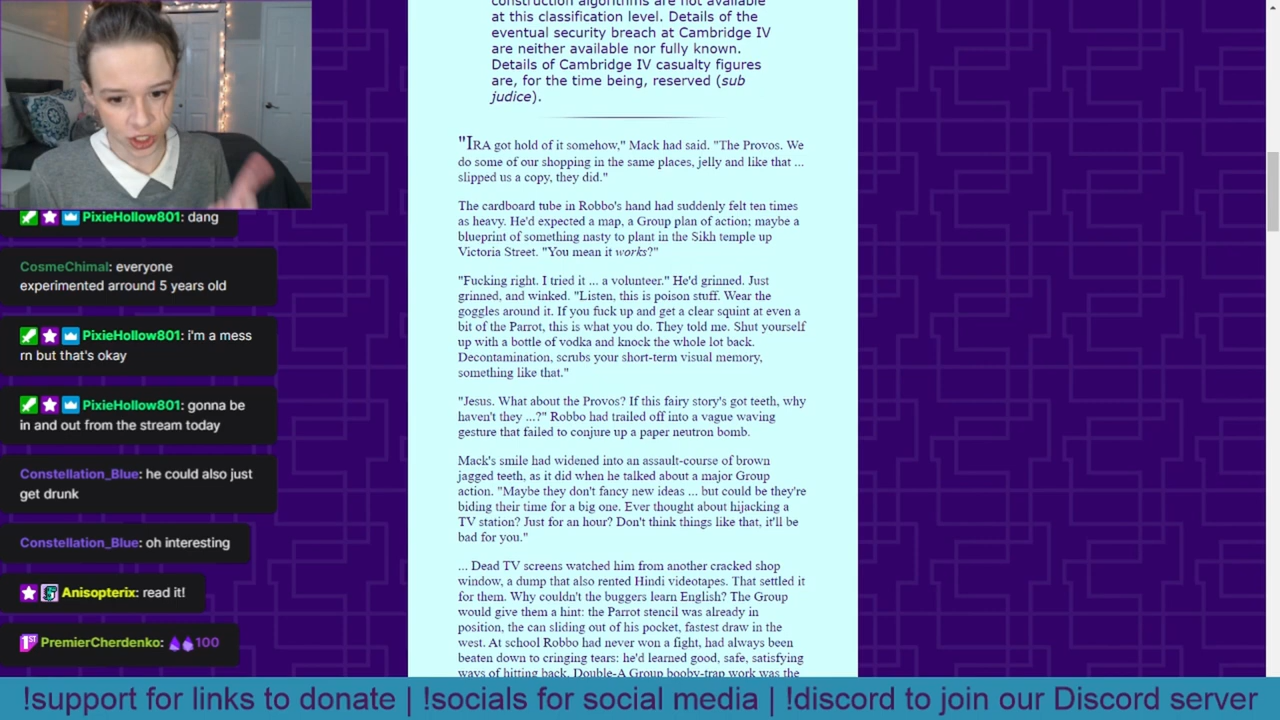 construction algorithms are not available
at this classification level. Details of the
eventual security breach at Cambridge IV
are neither available nor fully known.
Details of Cambridge IV casualty figures
are, for the time being, reserved (sub
judice).
"IRA got hold of it somehow," Mack had said. "The Provos. We
do some of our shopping in the same places, jelly and like that ...
slipped us a copy, they did."
The cardboard tube in Robbo's hand had suddenly felt ten times
as heavy. He'd expected a map, a Group plan of action; maybe a
blueprint of something nasty to plant in the Sikh temple up
Victoria Street. "You mean it works?"
"Fucking right. I tried it ... a volunteer." He'd grinned. Just
grinned, and winked. "Listen, this is poison stuff. Wear the
goggles around it. If you fuck up and get a clear squint at even a
bit of the Parrot, this is what you do. They told me. Shut yourself
up with a bottle of vodka and knock the whole lot back.
Decontamination, scrubs your short-term visual memory,
something like that."
"Jesus. What about the Provos? If this fairy story's got teeth, why
haven't they ...?" Robbo had trailed off into a vague waving
gesture that failed to conjure up a paper neutron bomb.
Mack's smile had widened into an assault-course of brown
jagged teeth, as it did when he talked about a major Group
action. "Maybe they don't fancy new ideas ... but could be they're
biding their time for a big one. Ever thought about hijacking a
TV station? Just for an hour? Don't think things like that, it'll be
bad for you."
... Dead TV screens watched him from another cracked shop
window, a dump that also rented Hindi videotapes. That settled it
for them. Why couldn't the buggers learn English? The Group
would give them a hint: the Parrot stencil was already in
position, the can sliding out of his pocket, fastest draw in the
west. At school Robbo had never won a fight, had always been
beaten down to cringing tears: he'd learned good, safe, satisfying
ways of hitting back. Double-A Group booby-trap work was the
PixieHollow801: dang
CosmeChimal: everyone
experimented arround 5 years old
PixieHollow801: i'm a mess
rn but that's okay
PixieHollow801: gonna be
in and out from the stream today
Constellation_Blue: he could also just
get drunk
Constellation_Blue: oh interesting
Anisopterix: read it!
1ST PremierCherdenko: 100
!support for links to donate | !socials for social media | !discord to join our Discord server